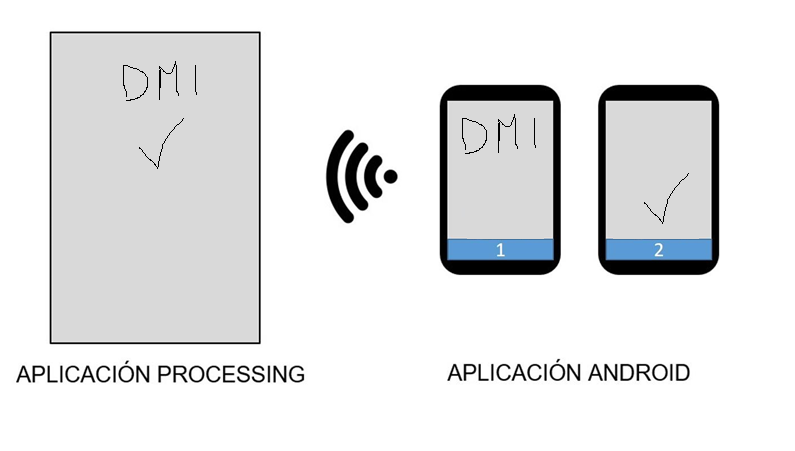 DMI
DMI
1
2
APLICACIÓN PROCESSING
APLICACIÓN ANDROID